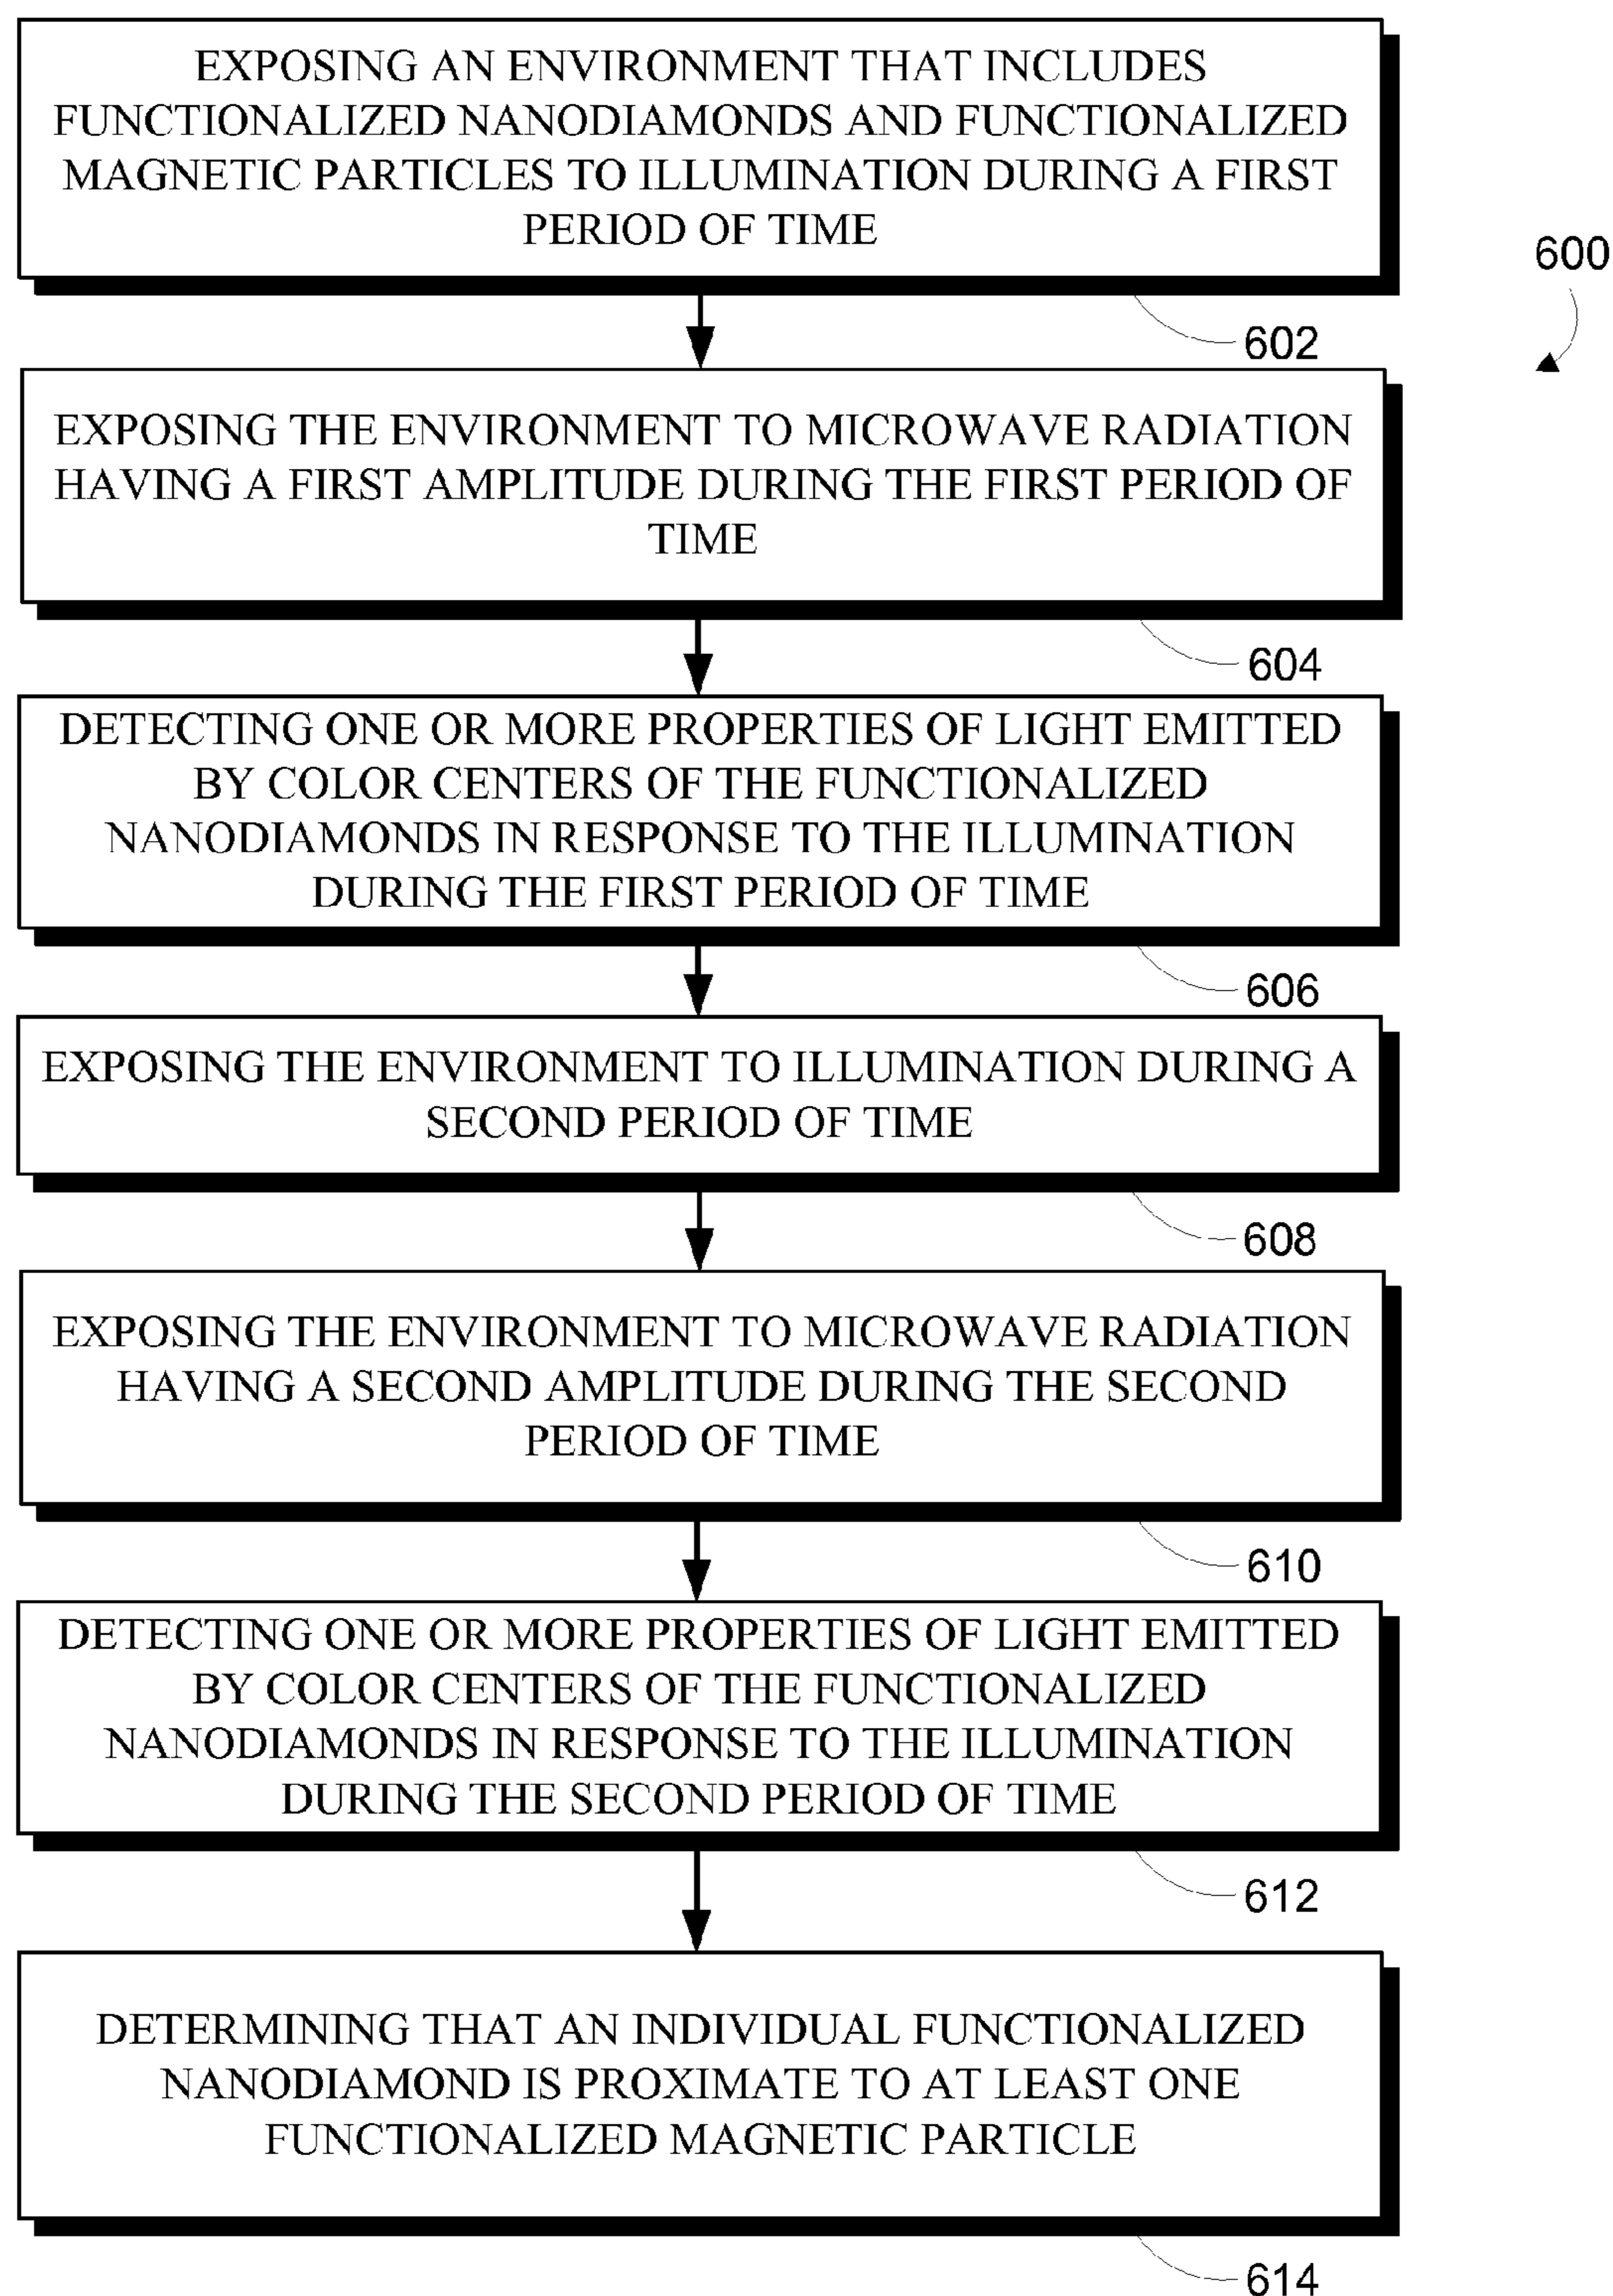 EXPOSING AN ENVIRONMENT THAT INCLUDES
FUNCTIONALIZED NANODIAMONDS AND FUNCTIONALIZED
MAGNETIC PARTICLES TO ILLUMINATION DURING A FIRST
PERIOD OF TIME
600
602
EXPOSING THE ENVIRONMENT TO MICROWAVE RADIATION
HAVING A FIRST AMPLITUDE DURING THE FIRST PERIOD OF
TIME
604
DETECTING ONE OR MORE PROPERTIES OF LIGHT EMITTED
BY COLOR CENTERS OF THE FUNCTIONALIZED
NANODIAMONDS IN RESPONSE TO THE ILLUMINATION
DURING THE FIRST PERIOD OF TIME
606
EXPOSING THE ENVIRONMENT TO ILLUMINATION DURING A
SECOND PERIOD OF TIME
608
EXPOSING THE ENVIRONMENT TO MICROWAVE RADIATION
HAVING A SECOND AMPLITUDE DURING THE SECOND
PERIOD OF TIME
610
DETECTING ONE OR MORE PROPERTIES OF LIGHT EMITTED
BY COLOR CENTERS OF THE FUNCTIONALIZED
NANODIAMONDS IN RESPONSE TO THE ILLUMINATION
DURING THE SECOND PERIOD OF TIME
612
DETERMINING THAT AN INDIVIDUAL FUNCTIONALIZED
NANODIAMOND IS PROXIMATE TO AT LEAST ONE
FUNCTIONALIZED MAGNETIC PARTICLE
614